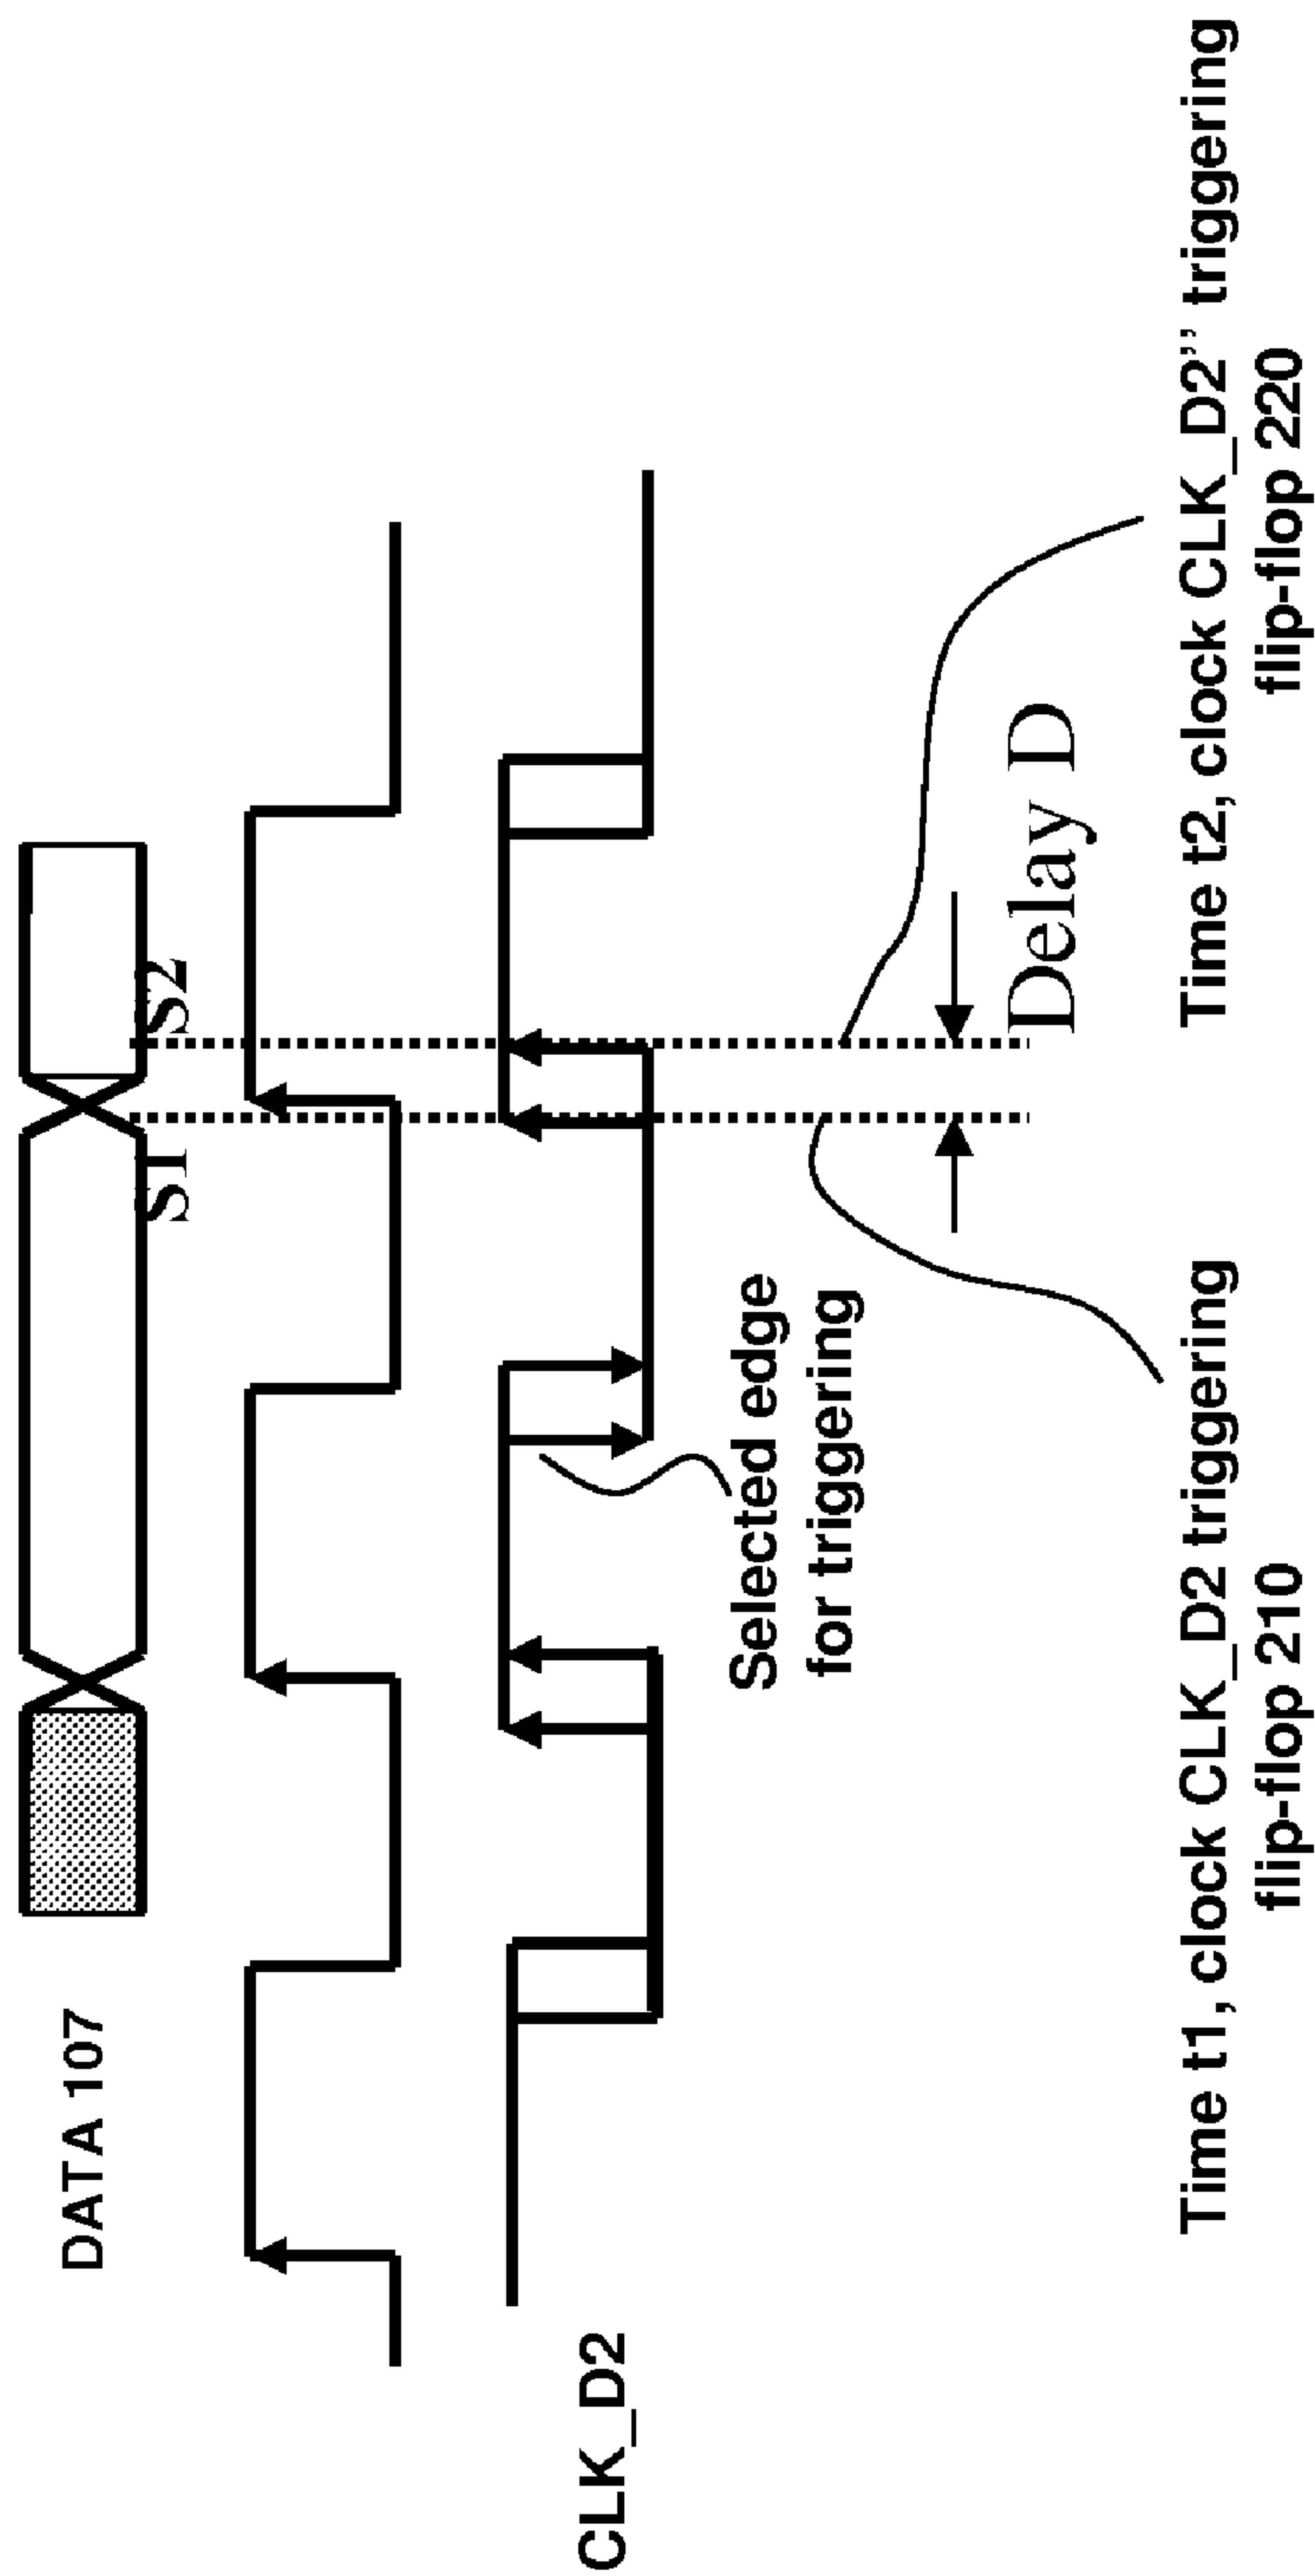 DATA 107
S1
S2
CLK_D2
Selected edge
for triggering
Delay D
Time t1, clock CLK_D2 triggering
flip-flop 210
Time t2, clock CLK_D2'' triggering
flip-flop 220